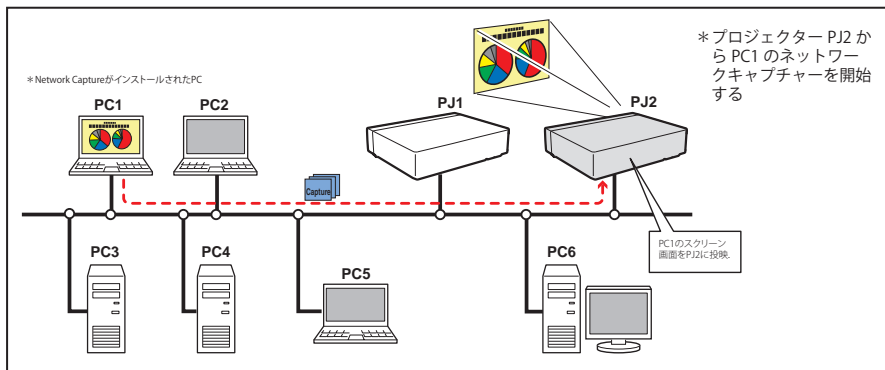 ＊プロジェクター PJ2 か
ら PC1 のネットワー
クキャプチャーを開始
する
＊Network CaptureがインストールされたPC
PC1
PC2
PJ1
PJ2
Capture
PC1のスクリーン
画面をPJ2に投映.
PC3
PC4
PC5
PC6